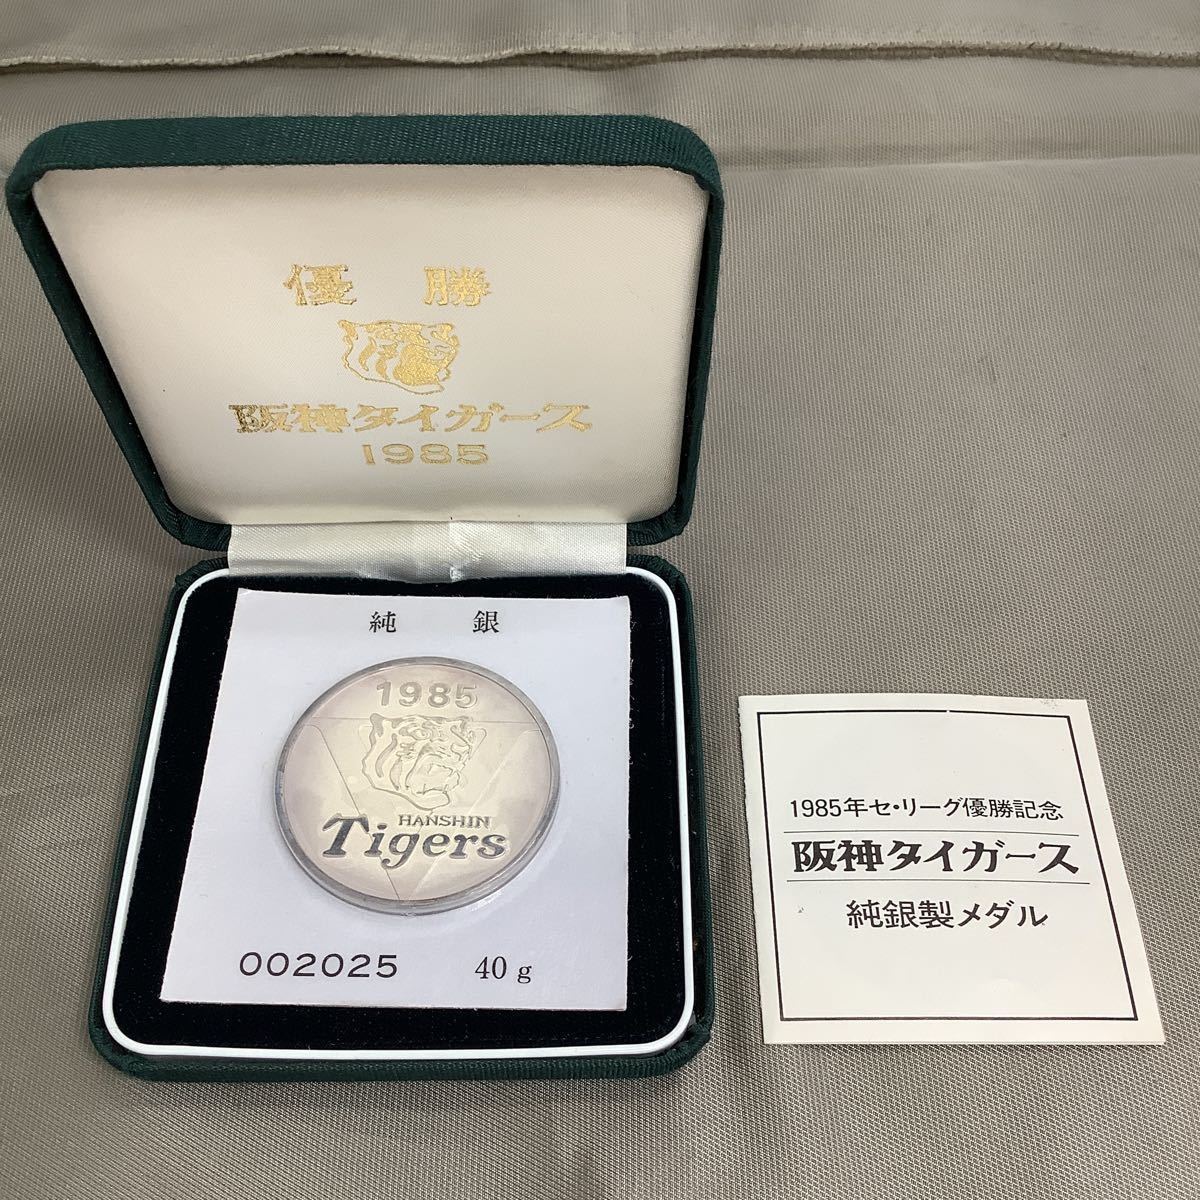 優勝
阪神タイガース
1985
純銀
1985
HANSHIN
Tigers
002025 40g
1985年セ・リーグ優勝記念
阪神タイガース
純銀製メダル